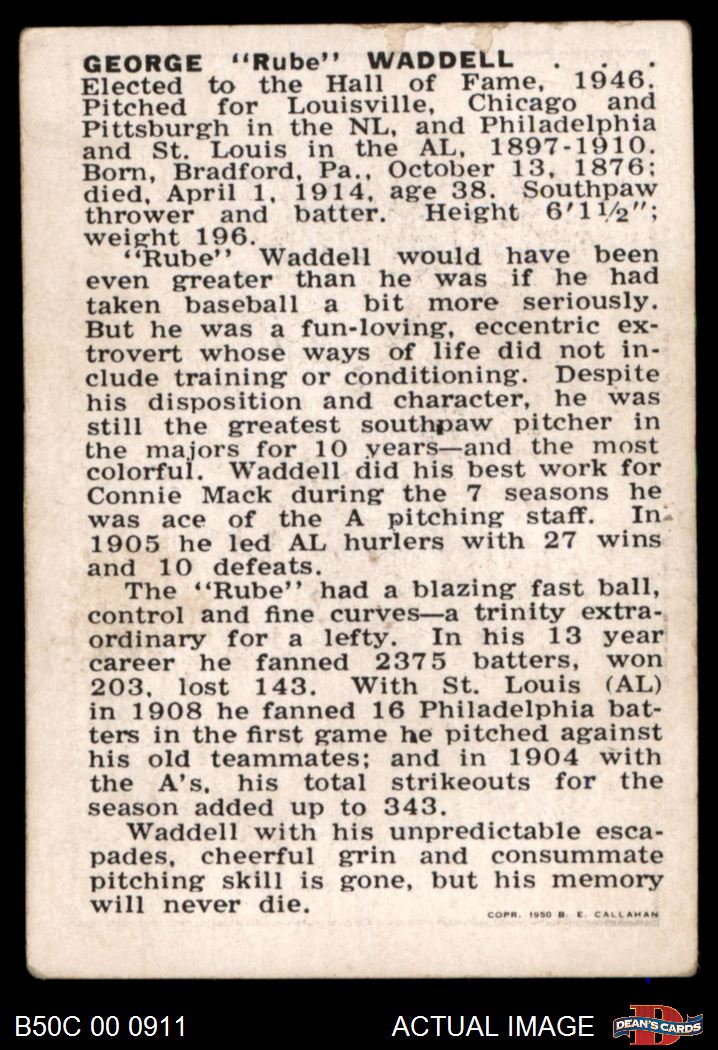 GEORGE "Rube" WADDELL . . .
Elected to the Hall of Fame, 1946.
Pitched for Louisville, Chicago and
Pittsburgh in the NL, and Philadelphia
and St. Louis in the AL, 1897-1910.
Born, Bradford, Pa., October 13, 1876;
died, April 1, 1914, age 38. Southpaw
thrower and batter. Height 6'1½";
weight 196.
"Rube" Waddell would have been
even greater than he was if he had
taken baseball a bit more seriously.
But he was a fun-loving, eccentric ex-
trovert whose ways of life did not in-
clude training or conditioning. Despite
his disposition and character, he was
still the greatest southpaw pitcher in
the majors for 10 years—and the most
colorful. Waddell did his best work for
Connie Mack during the 7 seasons he
was ace of the A pitching staff. In
1905 he led AL hurlers with 27 wins
and 10 defeats.
The "Rube" had a blazing fast ball,
control and fine curves—a trinity extra-
ordinary for a lefty. In his 13 year
career he fanned 2375 batters, won
203, lost 143. With St. Louis (AL)
in 1908 he fanned 16 Philadelphia bat-
ters in the first game he pitched against
his old teammates; and in 1904 with
the A's, his total strikeouts for the
season added up to 343.
Waddell with his unpredictable esca-
pades, cheerful grin and consummate
pitching skill is gone, but his memory
will never die.
COPR. 1950 B. E. CALLAHAN
B50C 00 0911 ACTUAL IMAGE DEAN'S CARDS